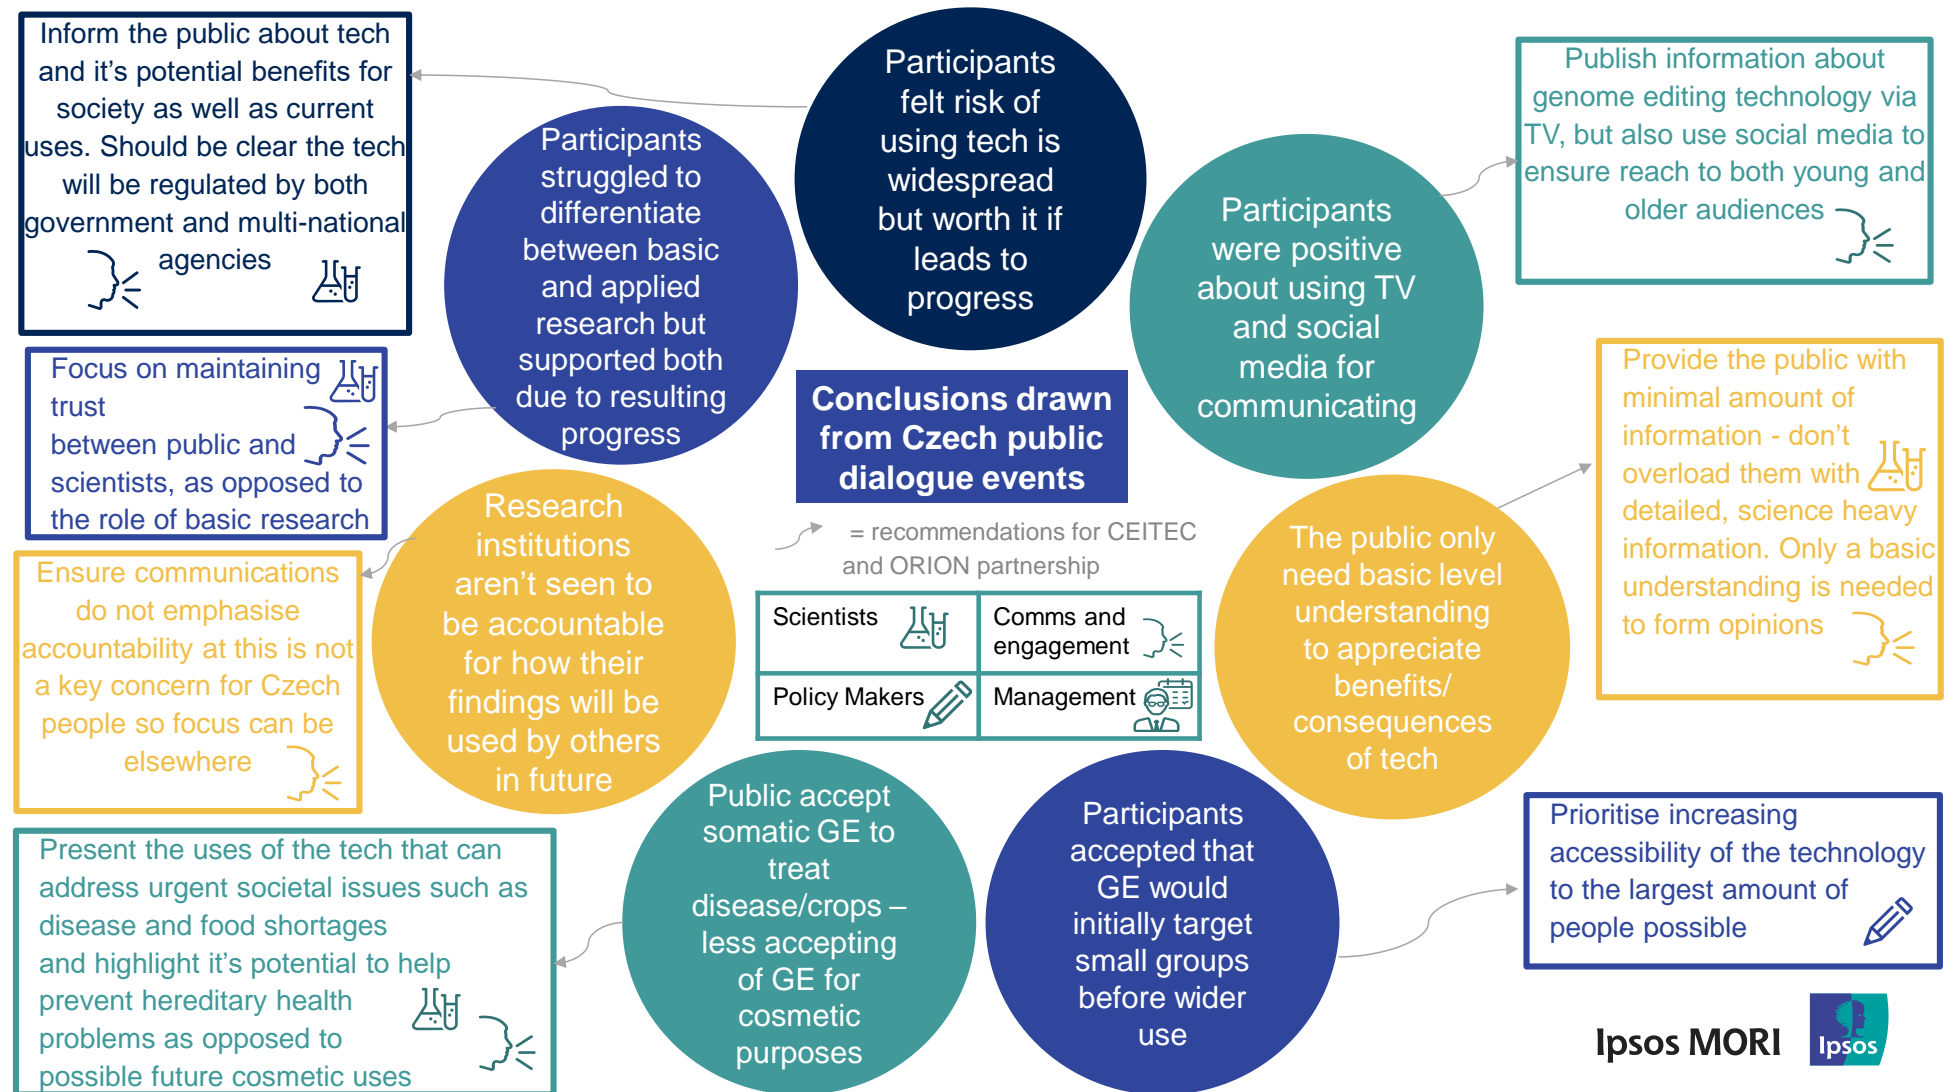 Inform the public about tech
and it's potential benefits for
society as well as current
uses. Should be clear the tech
will be regulated by both
government and multi-national
agencies
Participants
struggled to
differentiate
between basic
and applied
research but
supported both
due to resulting
progress
Participants
felt risk of
using tech is
widespread
but worth it if
leads to
progress
Participants
were positive
about using TV
and social
media for
communicating
Publish information about
genome editing technology via
TV, but also use social media to
ensure reach to both young and
older audiences
Focus on maintaining
trust
between public and
scientists, as opposed to
the role of basic research
Conclusions drawn
from Czech public
dialogue events
Provide the public with
minimal amount of
information - don't
overload them with
detailed, science heavy
information. Only a basic
understanding is needed
to form opinions
Ensure communications
do not emphasise
accountability at this is not
a key concern for Czech
people so focus can be
elsewhere
Research
institutions
aren't seen to
be accountable
for how their
findings will be
used by others
in future
= recommendations for CEITEC
and ORION partnership
Scientists
Comms and
engagement
Policy Makers
Management
The public only
need basic level
understanding
to appreciate
benefits/
consequences
of tech
Present the uses of the tech that can
address urgent societal issues such as
disease and food shortages
and highlight it's potential to help
prevent hereditary health
problems as opposed to
possible future cosmetic uses
Public accept
somatic GE to
treat
disease/crops –
less accepting
of GE for
cosmetic
purposes
Participants
accepted that
GE would
initially target
small groups
before wider
use
Prioritise increasing
accessibility of the technology
to the largest amount of
people possible
Ipsos MORI
Ipsos